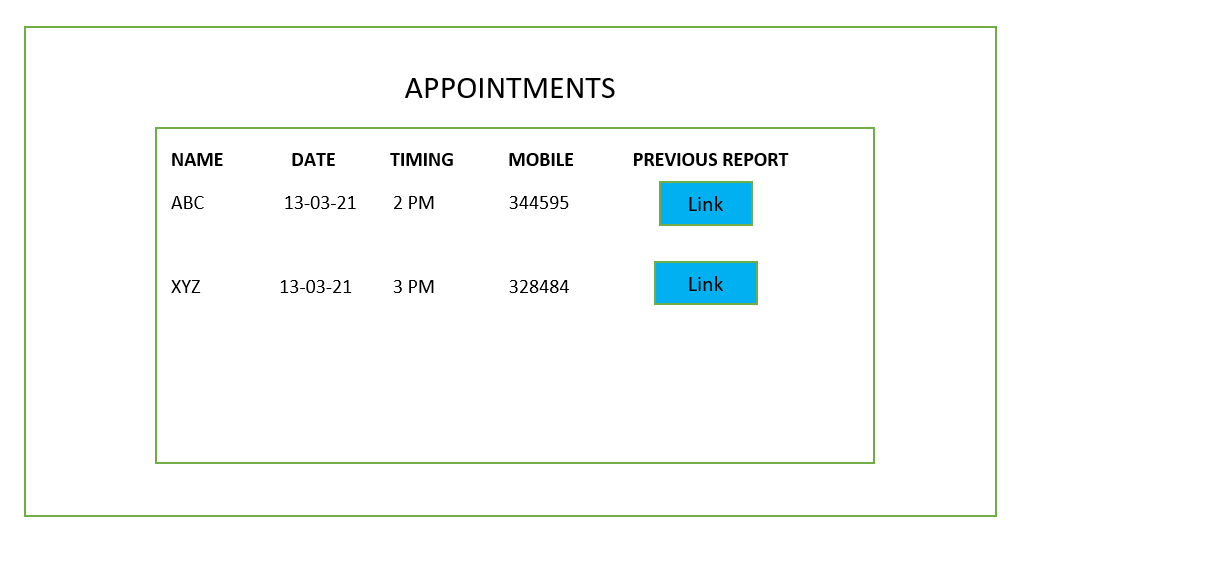 APPOINTMENTS
NAME DATE TIMING MOBILE PREVIOUS REPORT
ABC 13-03-21 2 PM 344595 Link
XYZ 13-03-21 3 PM 328484 Link